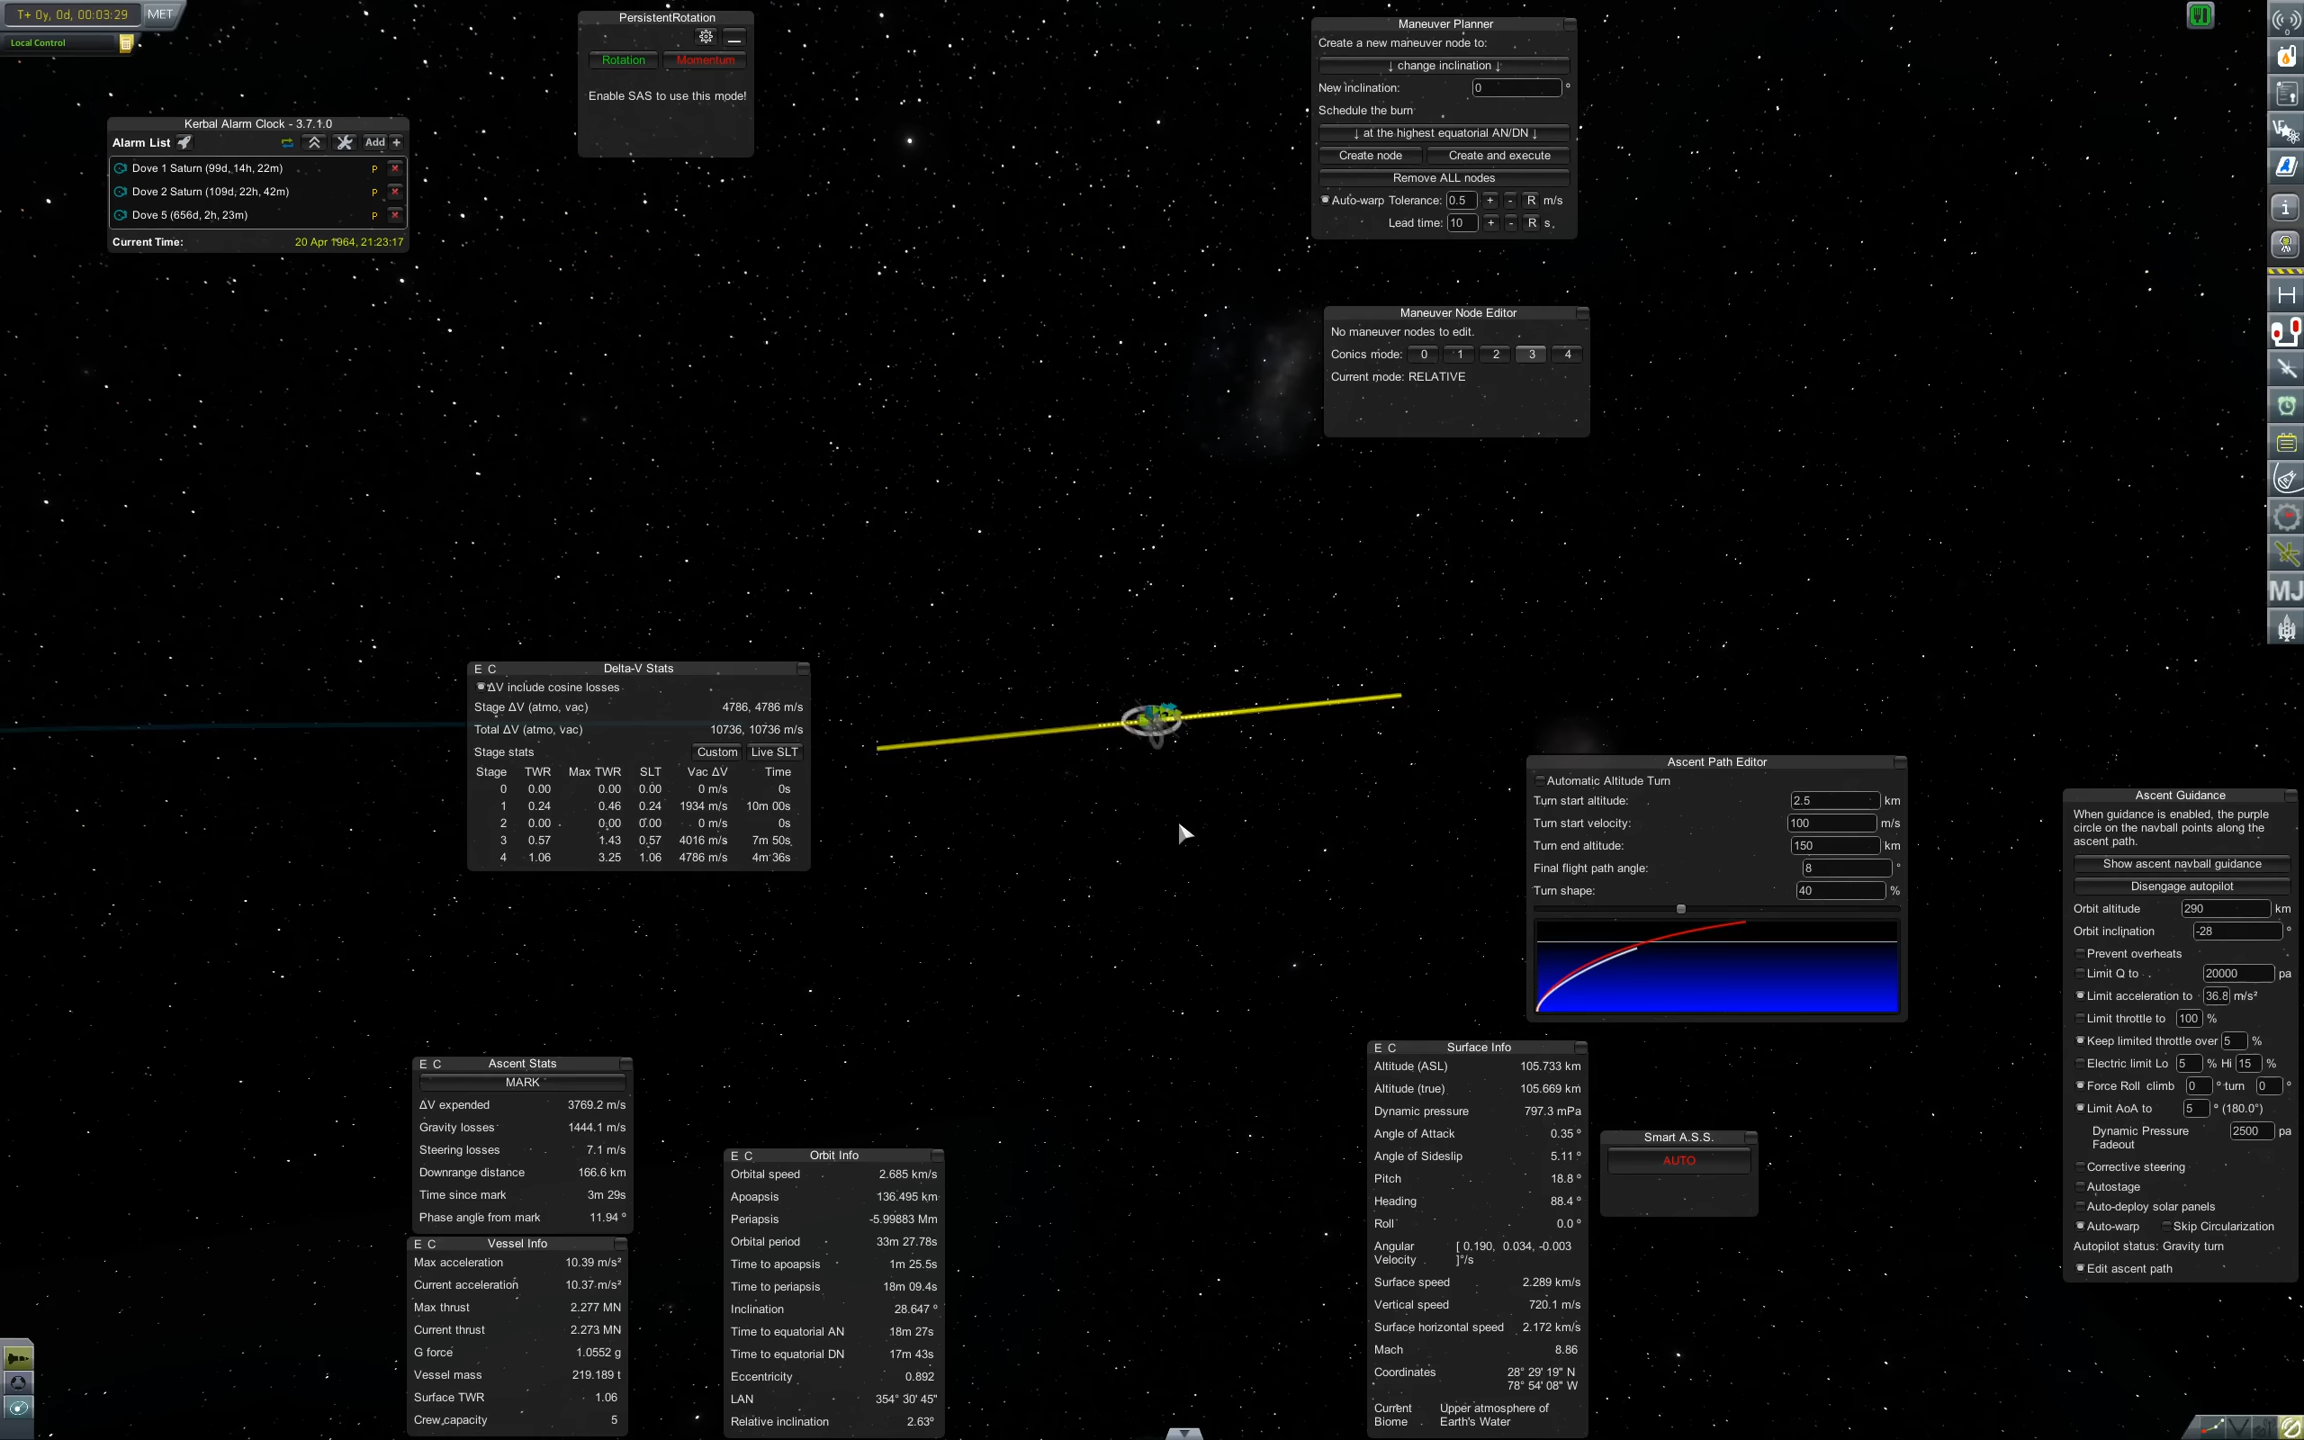 T+ 0y, 0d, 00:03:29 MET
Local Control
PersistentRotation
Rotation Momentum
Enable SAS to use this mode!
Kerbal Alarm Clock - 3.7.1.0
Alarm List Add +
Dove 1 Saturn (99d, 14h, 22m) P
Dove 2 Saturn (109d, 22h, 42m) P
Dove 5 (656d, 2h, 23m) P
Current Time: 20 Apr 1964, 21:23:17
Maneuver Planner
Create a new maneuver node to:
↓ change inclination ↓
New inclination: 0 °
Schedule the burn
↓ at the highest equatorial AN/DN ↓
Create node Create and execute
Remove ALL nodes
Auto-warp Tolerance: 0.5 + - R m/s
Lead time: 10 + - R s
Maneuver Node Editor
No maneuver nodes to edit.
Conics mode: 0 1 2 3 4
Current mode: RELATIVE
E C Delta-V Stats
ΔV include cosine losses
Stage ΔV (atmo, vac) 4786, 4786 m/s
Total ΔV (atmo, vac) 10736, 10736 m/s
Stage stats Custom Live SLT
Stage TWR Max TWR SLT Vac ΔV Time
0 0.00 0.00 0.00 0 m/s 0s
1 0.24 0.46 0.24 1934 m/s 10m 00s
2 0.00 0.00 0.00 0 m/s 0s
3 0.57 1.43 0.57 4016 m/s 7m 50s
4 1.06 3.25 1.06 4786 m/s 4m 36s
Ascent Path Editor
Automatic Altitude Turn
Turn start altitude: 2.5 km
Turn start velocity: 100 m/s
Turn end altitude: 150 km
Final flight path angle: 8 °
Turn shape: 40 %
Ascent Guidance
When guidance is enabled, the purple
circle on the navball points along the
ascent path.
Show ascent navball guidance
Disengage autopilot
Orbit altitude 290 km
Orbit inclination -28 °
Prevent overheats
Limit Q to 20000 pa
Limit acceleration to 36.8 m/s²
Limit throttle to 100 %
Keep limited throttle over 5 %
Electric limit Lo 5 % Hi 15 %
Force Roll climb 0 ° turn 0 °
Limit AoA to 5 ° (180.0°)
Dynamic Pressure 2500 pa
Fadeout
Corrective steering
Autostage
Auto-deploy solar panels
Auto-warp Skip Circularization
Autopilot status: Gravity turn
Edit ascent path
E C Ascent Stats
MARK
ΔV expended 3769.2 m/s
Gravity losses 1444.1 m/s
Steering losses 7.1 m/s
Downrange distance 166.6 km
Time since mark 3m 29s
Phase angle from mark 11.94 °
E C Vessel Info
Max acceleration 10.39 m/s²
Current acceleration 10.37 m/s²
Max thrust 2.277 MN
Current thrust 2.273 MN
G force 1.0552 g
Vessel mass 219.189 t
Surface TWR 1.06
Crew capacity 5
E C Orbit Info
Orbital speed 2.685 km/s
Apoapsis 136.495 km
Periapsis -5.99883 Mm
Orbital period 33m 27.78s
Time to apoapsis 1m 25.5s
Time to periapsis 18m 09.4s
Inclination 28.647 °
Time to equatorial AN 18m 27s
Time to equatorial DN 17m 43s
Eccentricity 0.892
LAN 354° 30' 45"
Relative inclination 2.63°
E C Surface Info
Altitude (ASL) 105.733 km
Altitude (true) 105.669 km
Dynamic pressure 797.3 mPa
Angle of Attack 0.35 °
Angle of Sideslip 5.11 °
Pitch 18.8 °
Heading 88.4 °
Roll 0.0 °
Angular [ 0.190, 0.034, -0.003
Velocity ]°/s
Surface speed 2.289 km/s
Vertical speed 720.1 m/s
Surface horizontal speed 2.172 km/s
Mach 8.86
Coordinates 28° 29' 19" N
78° 54' 08" W
Current Upper atmosphere of
Biome Earth's Water
Smart A.S.S.
AUTO
MJ